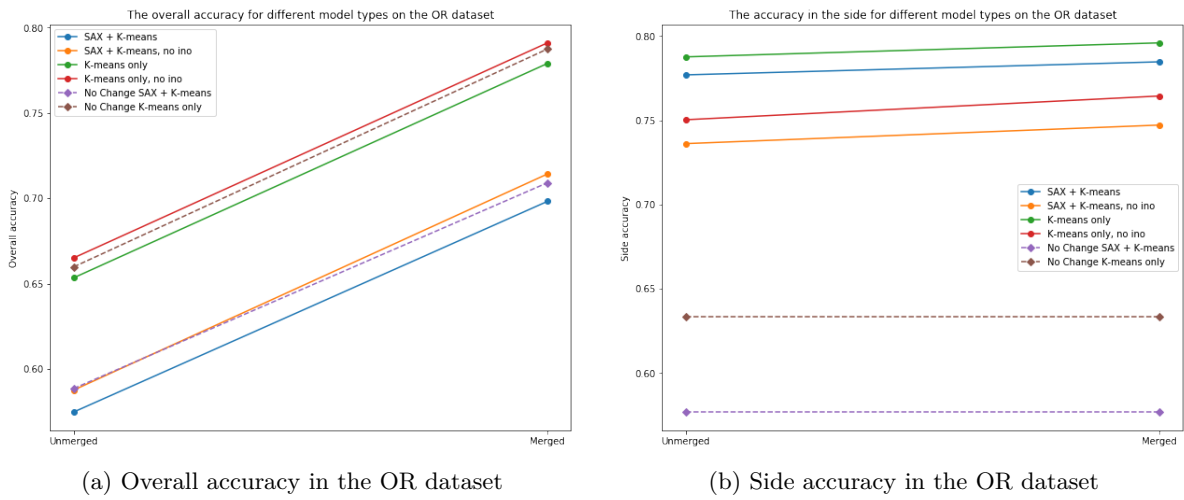 The overall accuracy for different model types on the OR dataset
0.80
0.75
0.70
0.65
0.60
Overall accuracy
SAX + K-means
SAX + K-means, no ino
K-means only
K-means only, no ino
No Change SAX + K-means
No Change K-means only
Unmerged
Merged
(a) Overall accuracy in the OR dataset
The accuracy in the side for different model types on the OR dataset
0.80
0.75
0.70
0.65
0.60
Side accuracy
SAX + K-means
SAX + K-means, no ino
K-means only
K-means only, no ino
No Change SAX + K-means
No Change K-means only
Unmerged
Merged
(b) Side accuracy in the OR dataset